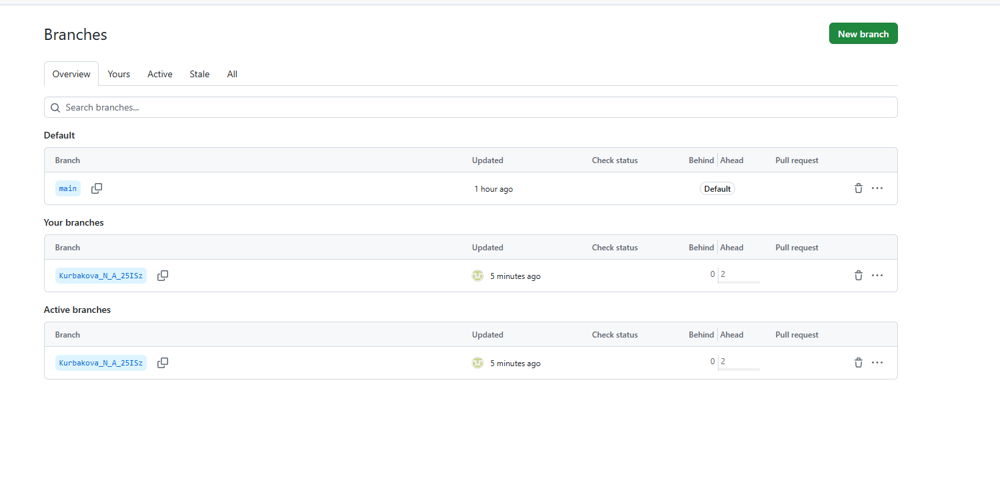 Branches
New branch
Overview Yours Active Stale All
Search branches...
Default
Branch Updated Check status Behind Ahead Pull request
main 1 hour ago Default
Your branches
Branch Updated Check status Behind Ahead Pull request
Kurbakova_N_A_25ISz 5 minutes ago 0 2
Active branches
Branch Updated Check status Behind Ahead Pull request
Kurbakova_N_A_25ISz 5 minutes ago 0 2